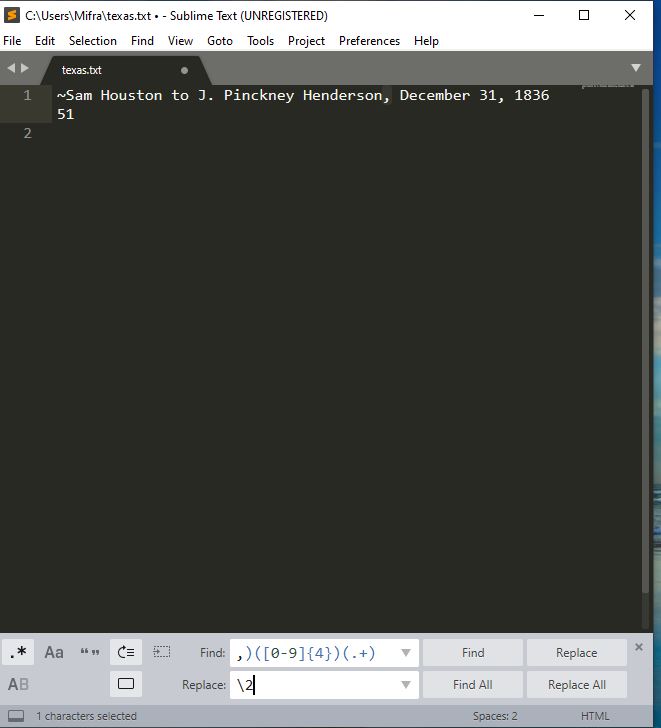 C:\Users\Mifra\texas.txt • - Sublime Text (UNREGISTERED)
File Edit Selection Find View Goto Tools Project Preferences Help
texas.txt
1 ~Sam Houston to J. Pinckney Henderson, December 31, 1836
51
2
.* Aa “” Find: ,)([0-9]{4})(.+) Find Replace
AB Replace: \2 Find All Replace All
1 characters selected Spaces: 2 HTML